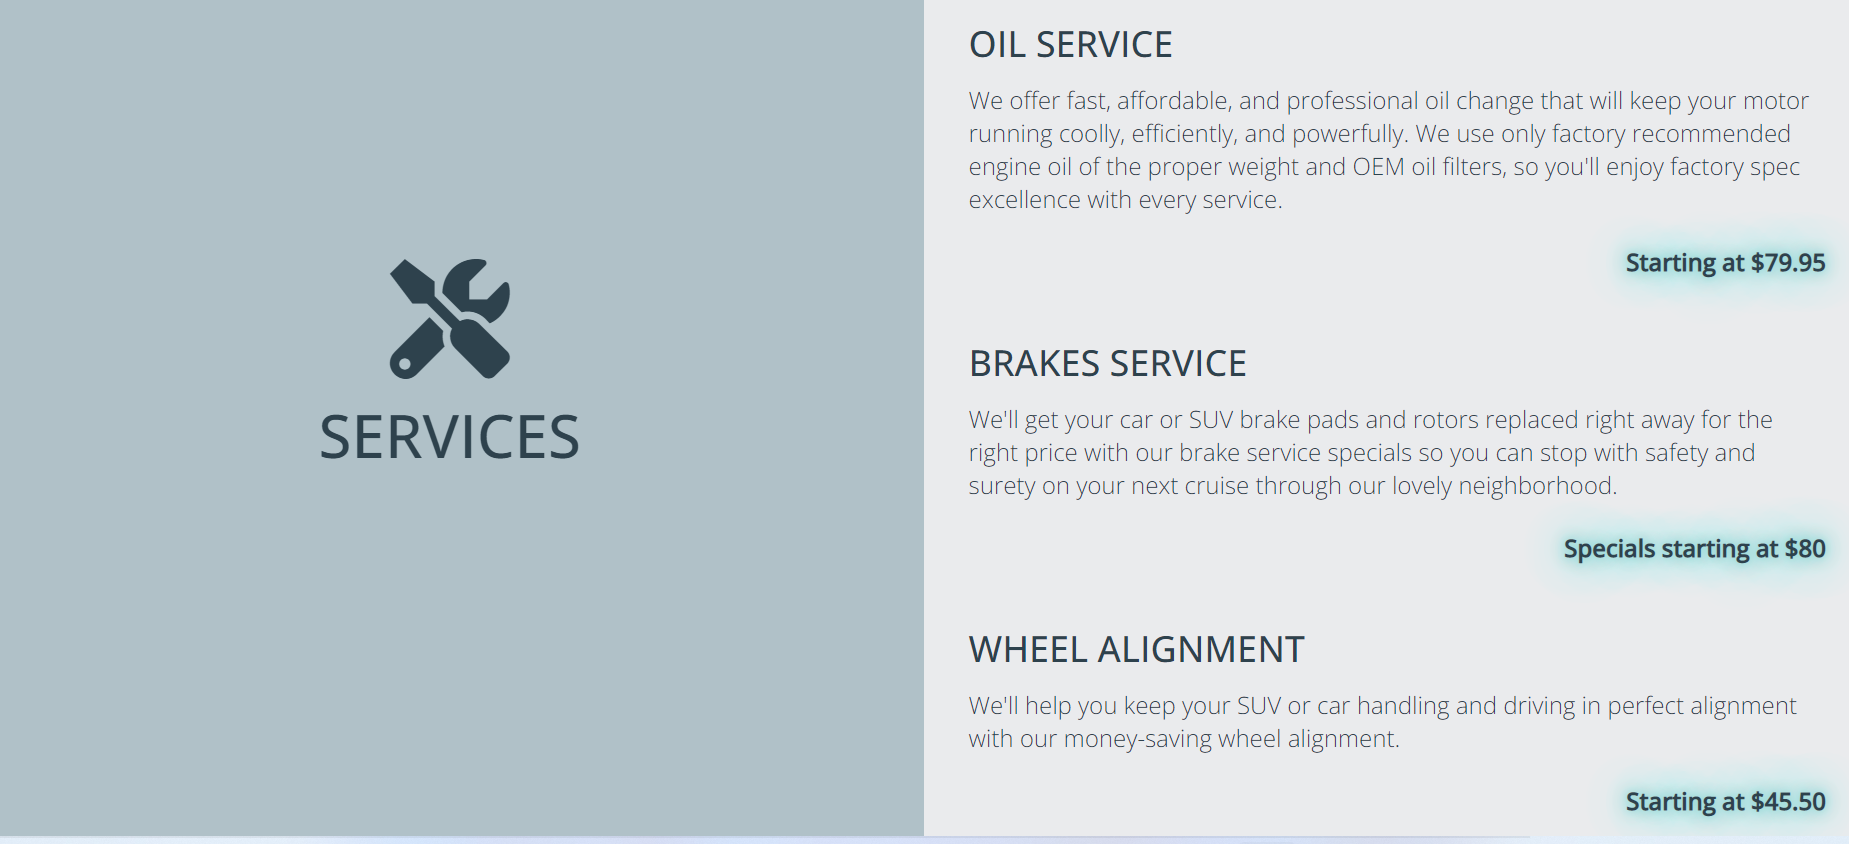 SERVICES
OIL SERVICE
We offer fast, affordable, and professional oil change that will keep your motor
running coolly, efficiently, and powerfully. We use only factory recommended
engine oil of the proper weight and OEM oil filters, so you'll enjoy factory spec
excellence with every service.
Starting at $79.95
BRAKES SERVICE
We'll get your car or SUV brake pads and rotors replaced right away for the
right price with our brake service specials so you can stop with safety and
surety on your next cruise through our lovely neighborhood.
Specials starting at $80
WHEEL ALIGNMENT
We'll help you keep your SUV or car handling and driving in perfect alignment
with our money-saving wheel alignment.
Starting at $45.50